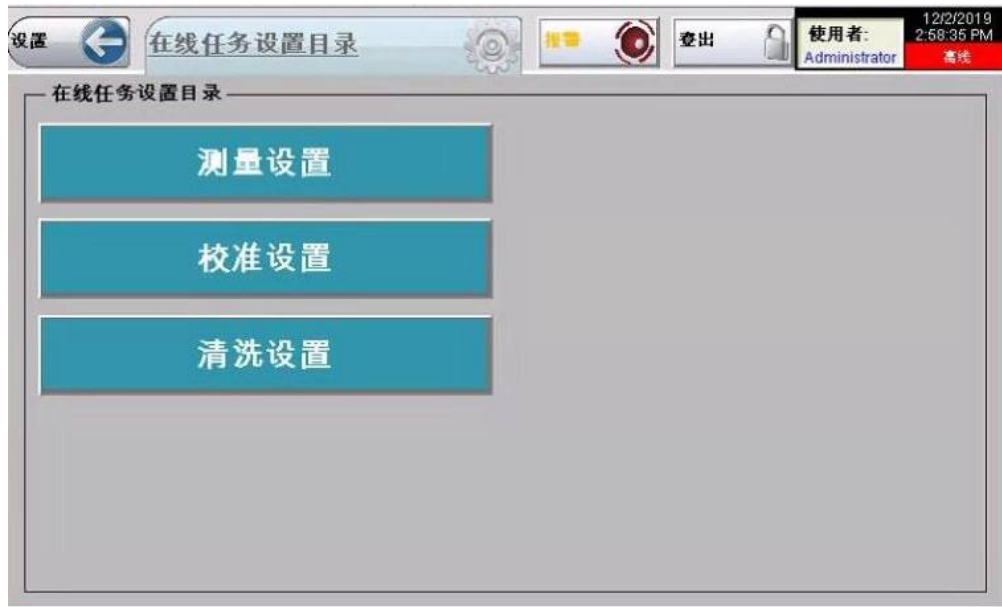 设置
在线任务设置目录
报警
登出
使用者:
Administrator
12/2/2019
2:58:35 PM
离线
在线任务设置目录
测量设置
校准设置
清洗设置